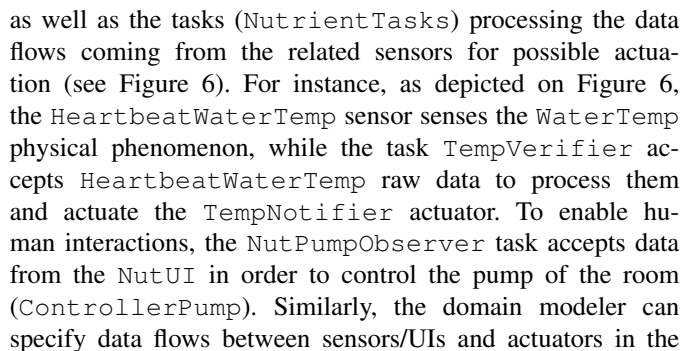 as well as the tasks (NutrientTasks) processing the data
flows coming from the related sensors for possible actua-
tion (see Figure 6). For instance, as depicted on Figure 6,
the HeartbeatWaterTemp sensor senses the WaterTemp
physical phenomenon, while the task TempVerifier ac-
cepts HeartbeatWaterTemp raw data to process them
and actuate the TempNotifier actuator. To enable hu-
man interactions, the NutPumpObserver task accepts data
from the NutUI in order to control the pump of the room
(ControllerPump). Similarly, the domain modeler can
specify data flows between sensors/UIs and actuators in the